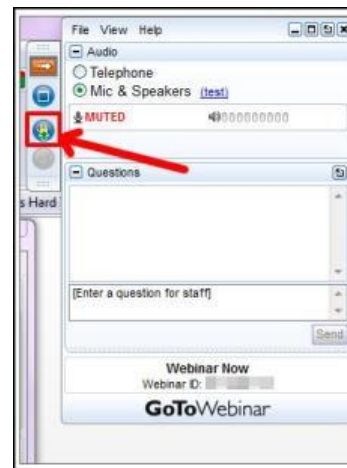 File View Help
Audio
Telephone
Mic & Speakers (test)
MUTED
Questions
s Hard
[Enter a question for staff]
Send
Webinar Now
Webinar ID:
GoToWebinar